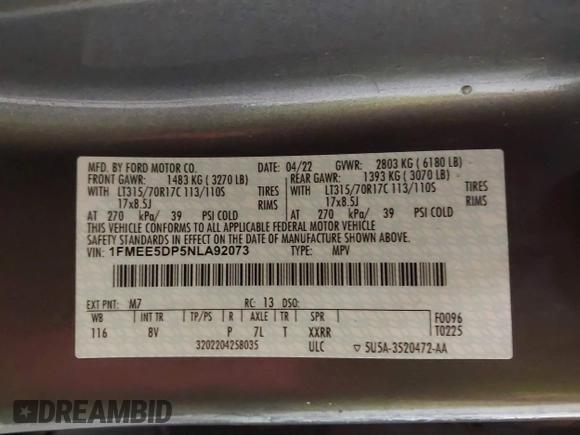 MFD. BY FORD MOTOR CO. DATE: 04/22 GVWR: 2803 KG ( 6180 LB)
FRONT GAWR: 1483 KG ( 3270 LB) REAR GAWR: 1393 KG ( 3070 LB)
WITH LT315/70R17C 113/110S TIRES WITH LT315/70R17C 113/110S TIRES
17x8.5J RIMS 17x8.5J RIMS
AT 270 kPa/ 39 PSI COLD AT 270 kPa/ 39 PSI COLD
THIS VEHICLE CONFORMS TO ALL APPLICABLE FEDERAL MOTOR VEHICLE
SAFETY STANDARDS IN EFFECT ON THE DATE OF MANUFACTURE SHOWN ABOVE.
VIN: 1FMEE5DP5NLA92073 TYPE: MPV
EXT PNT: M7 RC: 13 DSO: F0096
WB INT TR TP/PS R AXLE TR SPR T0225
116 8V P 7L T XXRR
320220425B035 ULC ▽ 5U5A-3520472-AA
DREAMBID